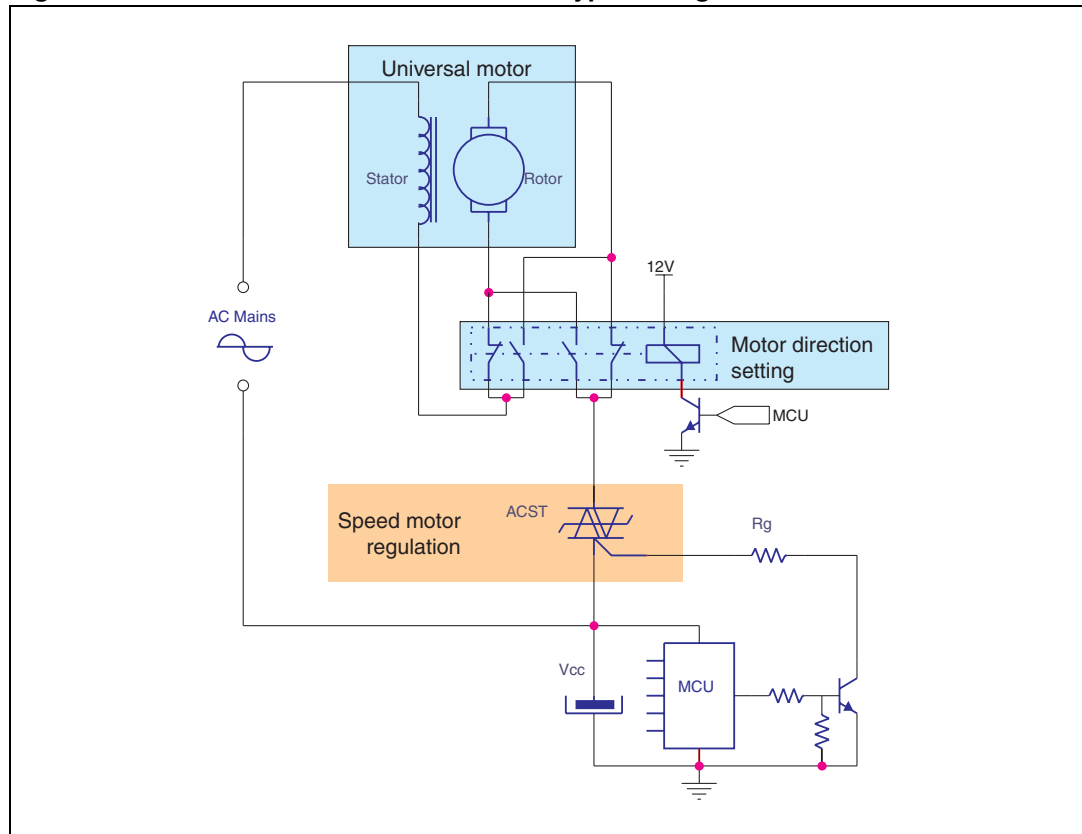 Universal motor
Stator
Rotor
12V
AC Mains
Motor direction
setting
MCU
Speed motor
regulation
ACST
Rg
Vcc
MCU